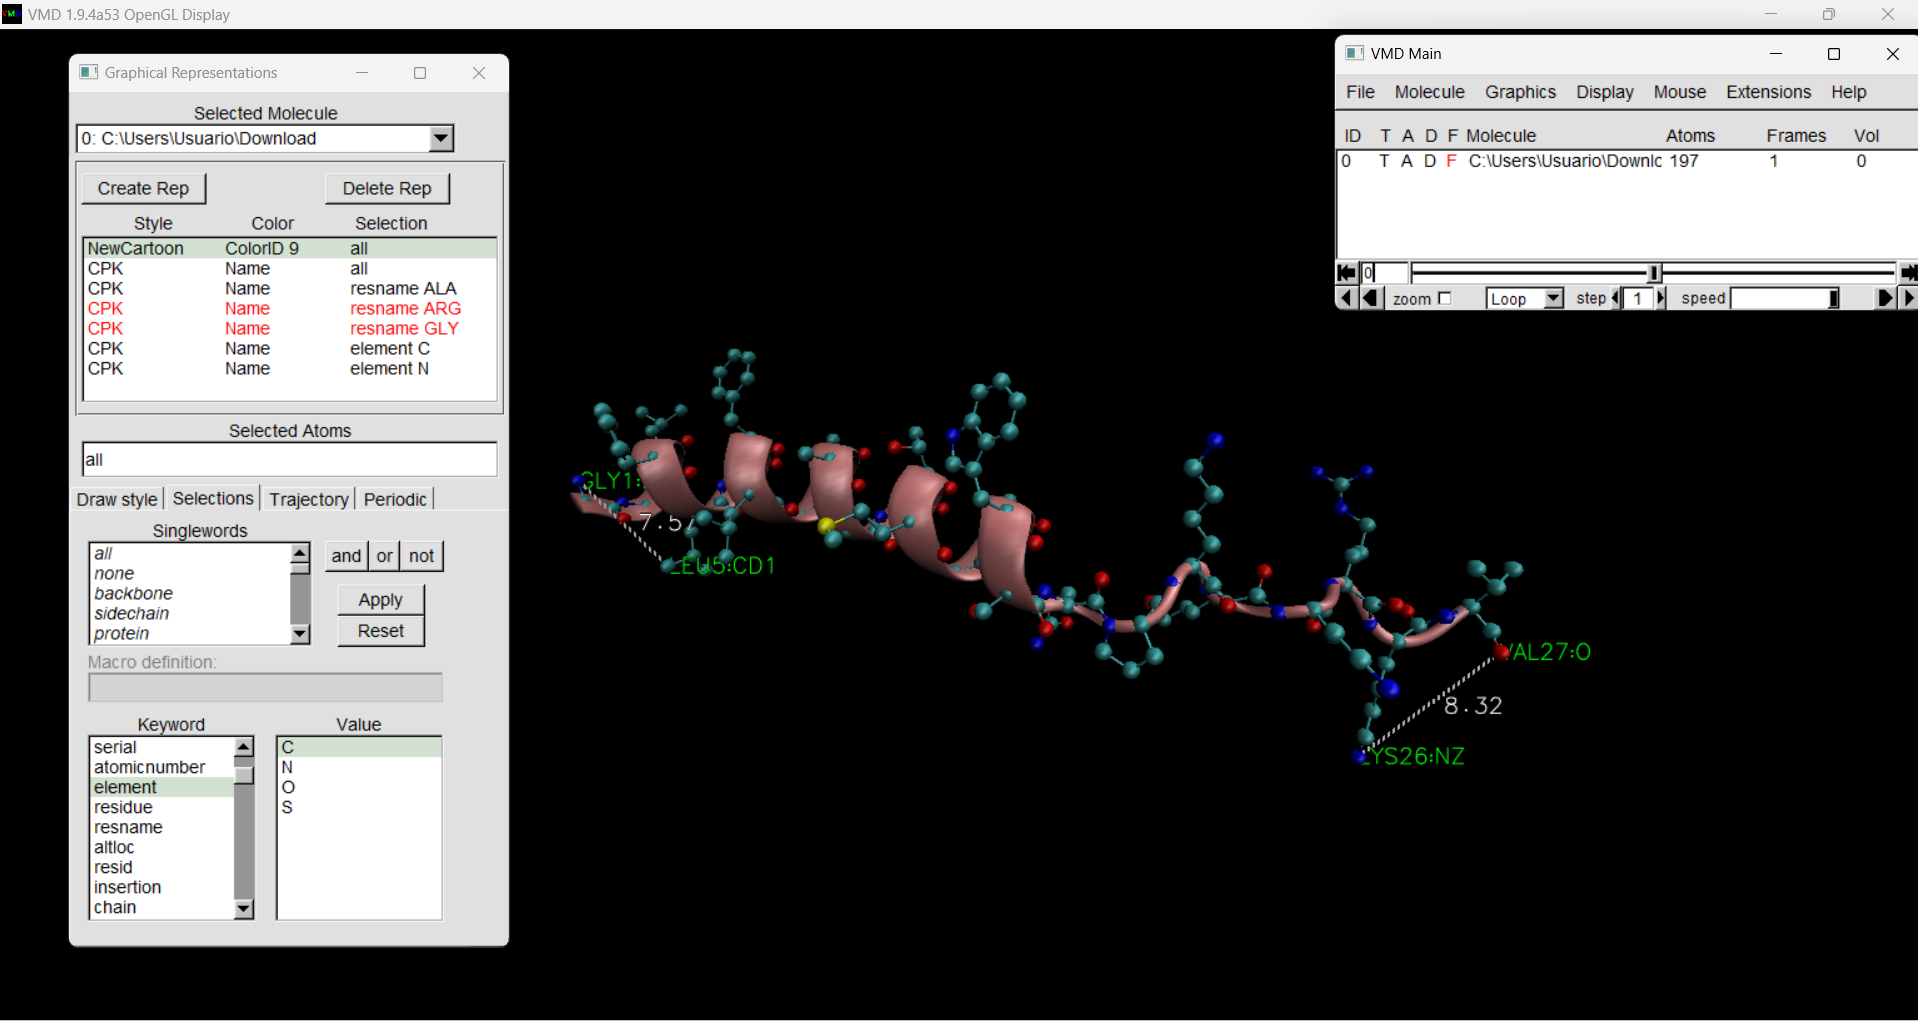 VMD 1.9.4a53 OpenGL Display
Graphical Representations
Selected Molecule
0: C:\Users\Usuario\Download
Create Rep Delete Rep
Style Color Selection
NewCartoon ColorID 9 all
CPK Name all
CPK Name resname ALA
CPK Name resname ARG
CPK Name resname GLY
CPK Name element C
CPK Name element N
Selected Atoms
all
Draw style Selections Trajectory Periodic
Singlewords
all
none
backbone
sidechain
protein
and or not
Apply
Reset
Macro definition:
Keyword Value
serial C
atomicnumber N
element O
residue S
resname
altloc
resid
insertion
chain
VMD Main
File Molecule Graphics Display Mouse Extensions Help
ID T A D F Molecule Atoms Frames Vol
0 T A D F C:\Users\Usuario\Downlc 197 1 0
0
zoom Loop step 1 speed
GLY1:
7.57
LEU5:CD1
VAL27:O
8.32
LYS26:NZ